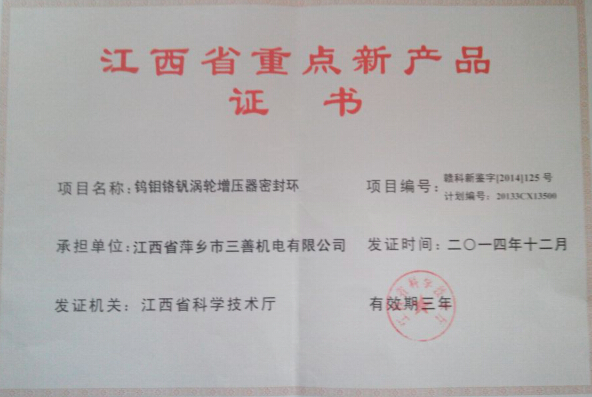 江西省重点新产品
证 书
项目名称：钨钼铬钒涡轮增压器密封环
项目编号：赣科新鉴字[2014]125 号
计划编号：20133CX13500
承担单位：江西省萍乡市三善机电有限公司
发证时间：二〇一四年十二月
发证机关：江西省科学技术厅
有效期三年